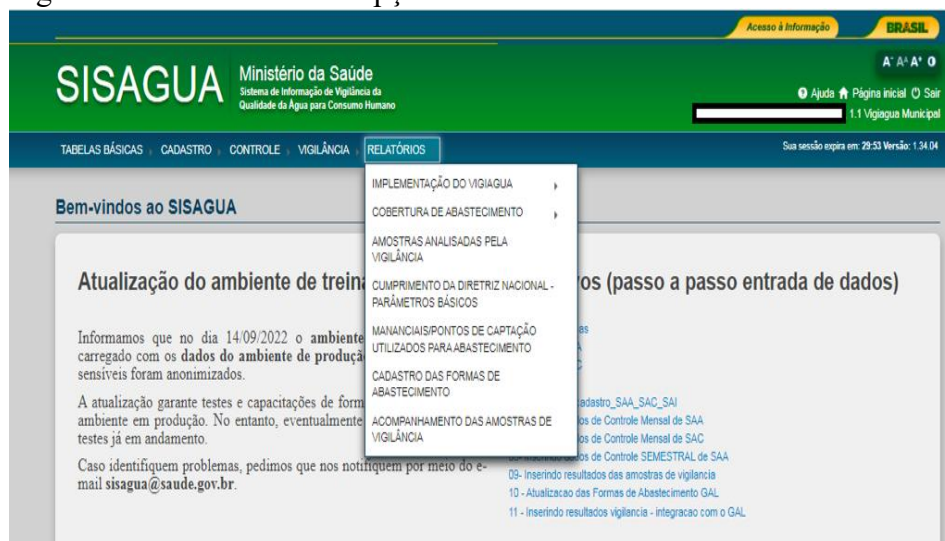 Acesso à Informação
BRASIL
A- A^A A+
SISAGUA
Ministério da Saúde
Sistema de Informação de Vigilância da
Qualidade da Água para Consumo Humano
Ajuda Página inicial Sair
1.1 Vigiagua Municipal
TABELAS BÁSICAS CADASTRO CONTROLE VIGILÂNCIA RELATÓRIOS
Sua sessão expira em: 29:53 Versão: 1.34.04
IMPLEMENTAÇÃO DO VIGIAGUA
COBERTURA DE ABASTECIMENTO
AMOSTRAS ANALISADAS PELA
VIGILÂNCIA
CUMPRIMENTO DA DIRETRIZ NACIONAL -
PARÂMETROS BÁSICOS
MANANCIAIS/PONTOS DE CAPTAÇÃO
UTILIZADOS PARA ABASTECIMENTO
CADASTRO DAS FORMAS DE
ABASTECIMENTO
ACOMPANHAMENTO DAS AMOSTRAS DE
VIGILÂNCIA
Bem-vindos ao SISAGUA
Atualização do ambiente de trein
Informamos que no dia 14/09/2022 o ambiente
carregado com os dados do ambiente de produçã
sensíveis foram anonimizados.
A atualização garante testes e capacitações de form
ambiente em produção. No entanto, eventualmente
testes já em andamento.
Caso identifiquem problemas, pedimos que nos notifiquem por meio do e-
mail sisagua@saude.gov.br.
os (passo a passo entrada de dados)
as
adastro_SAA_SAC_SAI
os de Controle Mensal de SAA
os de Controle Mensal de SAC
dos de Controle SEMESTRAL de SAA
09- Inserindo resultados das amostras de vigilancia
10 - Atualizacao das Formas de Abastecimento GAL
11 - Inserindo resultados vigilancia - integracao com o GAL